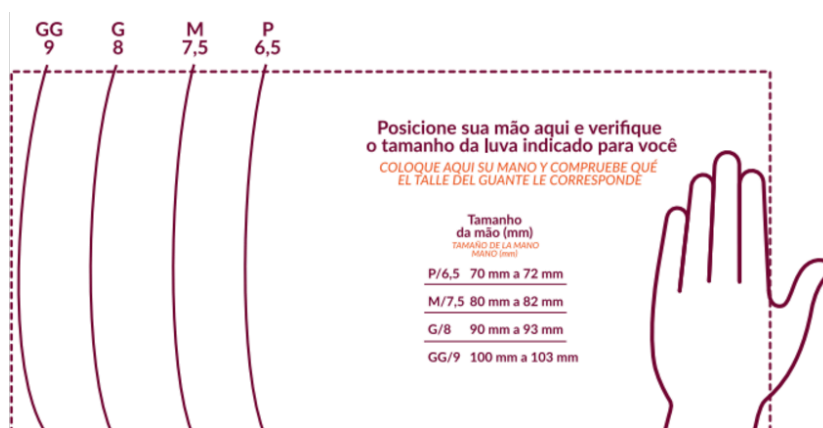 GG G M P
9 8 7,5 6,5
Posicione sua mão aqui e verifique
o tamanho da luva indicado para você
COLOQUE AQUI SU MANO Y COMPRUEBE QUÉ
EL TALLE DEL GUANTE LE CORRESPONDE
Tamanho
da mão (mm)
TAMAÑO DE LA MANO
MANO (mm)
P/6,5 70 mm a 72 mm
M/7,5 80 mm a 82 mm
G/8 90 mm a 93 mm
GG/9 100 mm a 103 mm